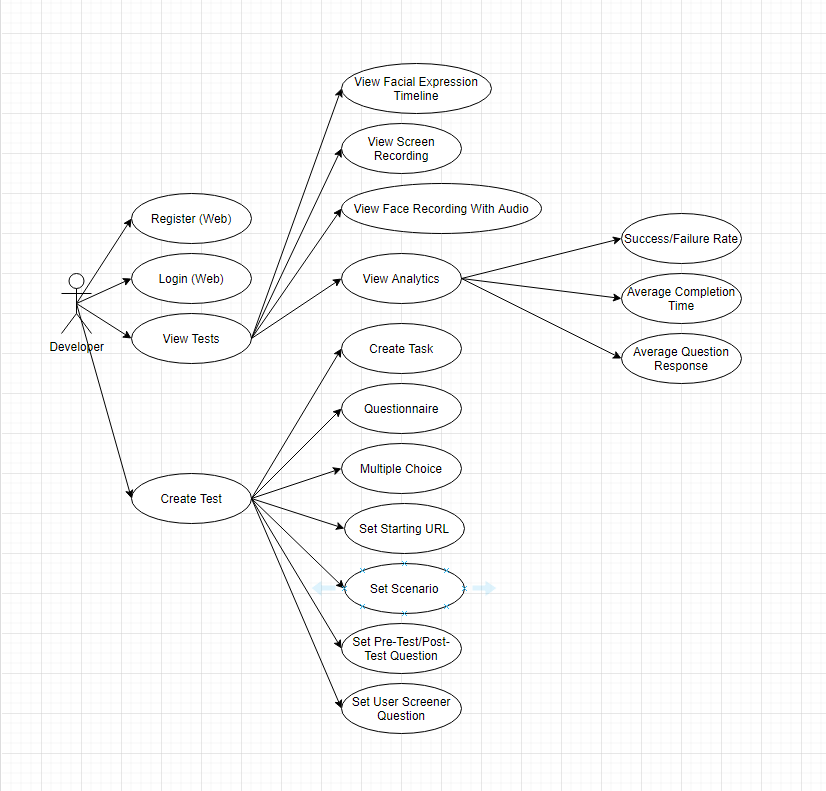 View Facial Expression
Timeline
View Screen
Recording
View Face Recording With Audio
Register (Web)
Success/Failure Rate
Login (Web)
View Analytics
Average Completion
Time
View Tests
Developer
Create Task
Average Question
Response
Questionnaire
Multiple Choice
Create Test
Set Starting URL
Set Scenario
Set Pre-Test/Post-
Test Question
Set User Screener
Question